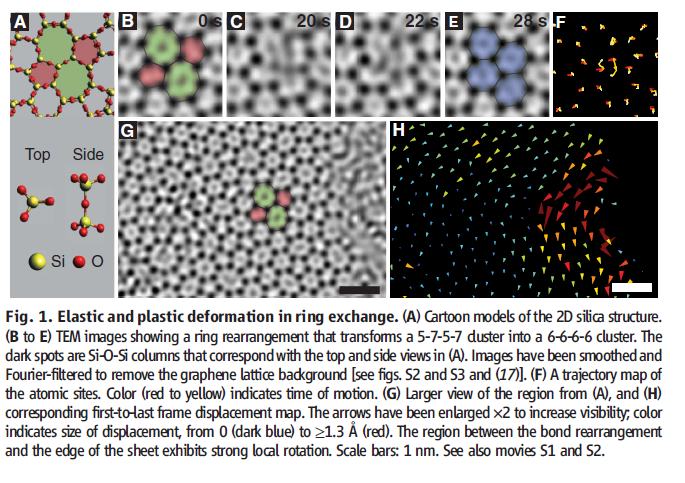 A
B
0 s
C
20 s
D
22 s
E
28 s
F
Top
Side
Si
O
G
H
Fig. 1. Elastic and plastic deformation in ring exchange. (A) Cartoon models of the 2D silica structure.
(B to E) TEM images showing a ring rearrangement that transforms a 5-7-5-7 cluster into a 6-6-6-6 cluster. The
dark spots are Si-O-Si columns that correspond with the top and side views in (A). Images have been smoothed and
Fourier-filtered to remove the graphene lattice background [see figs. S2 and S3 and (17)]. (F) A trajectory map of
the atomic sites. Color (red to yellow) indicates time of motion. (G) Larger view of the region from (A), and (H)
corresponding first-to-last frame displacement map. The arrows have been enlarged ×2 to increase visibility; color
indicates size of displacement, from 0 (dark blue) to ≥1.3 Å (red). The region between the bond rearrangement
and the edge of the sheet exhibits strong local rotation. Scale bars: 1 nm. See also movies S1 and S2.